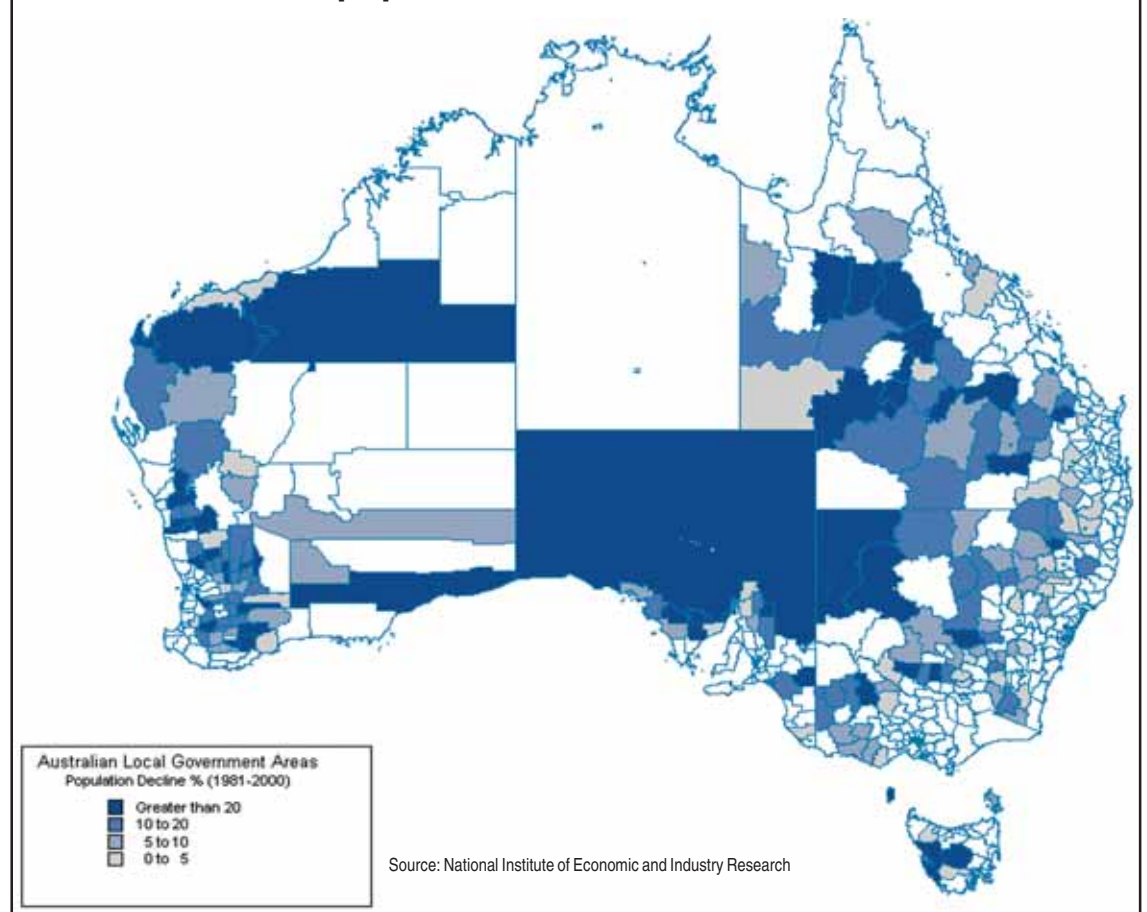 Australian Local Government Areas
Population Decline % (1981-2000)
Greater than 20
10 to 20
5 to 10
0 to 5
Source: National Institute of Economic and Industry Research